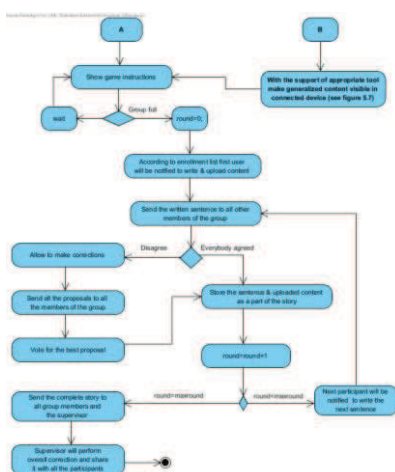 A
B
Show game instructions
With the support of appropriate tool
make generalized content visible in
connected device (see figure 5.7)
Group full
wait
round=0;
According to enrollment list first user
will be notified to write & upload content
Send the written sentence to all other
members of the group
Disagree
Everybody agreed
Allow to make corrections
Send all the proposals to all
the members of the group
Store the sentence & uploaded content
as a part of the story
Vote for the best proposal
round=round+1
Send the complete story to
all group members and
the supervisor
round=maxround
round=maxround
Next participant will be
notified to write the
next sentence
Supervisor will perform
overall correction and share
it with all the participants